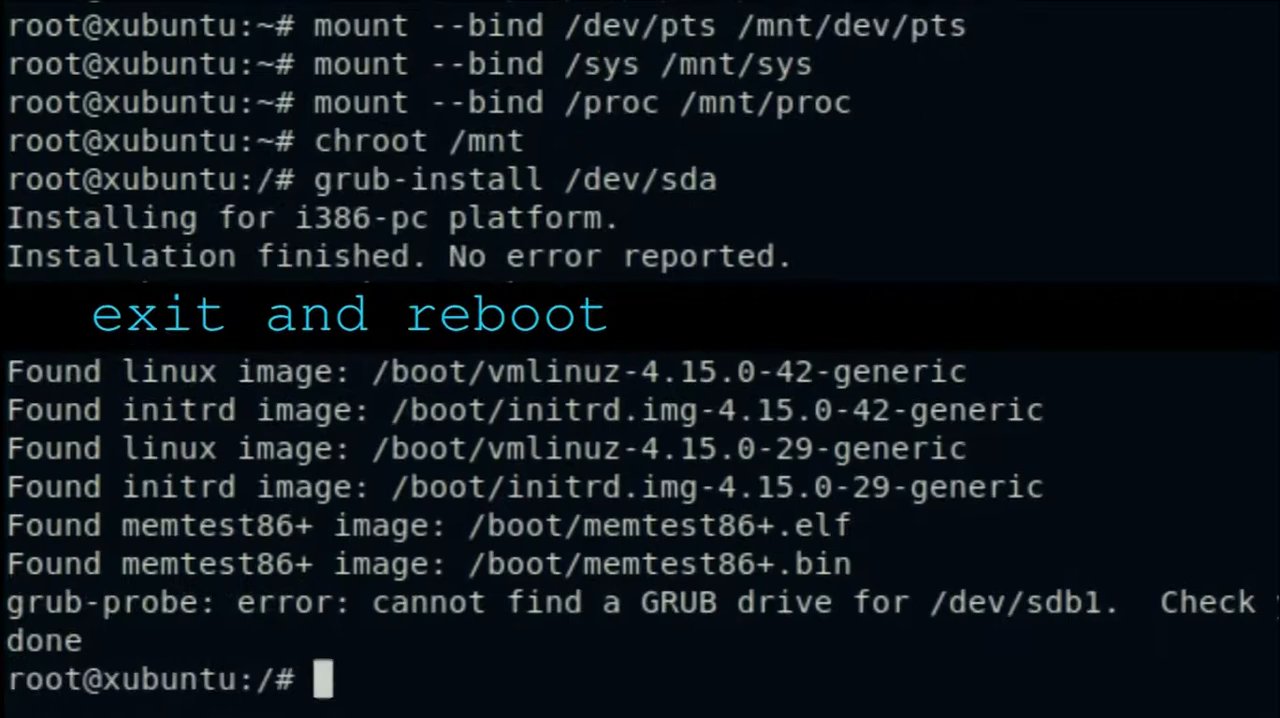 root@xubuntu:~# mount --bind /dev/pts /mnt/dev/pts
root@xubuntu:~# mount --bind /sys /mnt/sys
root@xubuntu:~# mount --bind /proc /mnt/proc
root@xubuntu:~# chroot /mnt
root@xubuntu:/# grub-install /dev/sda
Installing for i386-pc platform.
Installation finished. No error reported.
exit and reboot
Found linux image: /boot/vmlinuz-4.15.0-42-generic
Found initrd image: /boot/initrd.img-4.15.0-42-generic
Found linux image: /boot/vmlinuz-4.15.0-29-generic
Found initrd image: /boot/initrd.img-4.15.0-29-generic
Found memtest86+ image: /boot/memtest86+.elf
Found memtest86+ image: /boot/memtest86+.bin
grub-probe: error: cannot find a GRUB drive for /dev/sdb1.  Check
done
root@xubuntu:/#